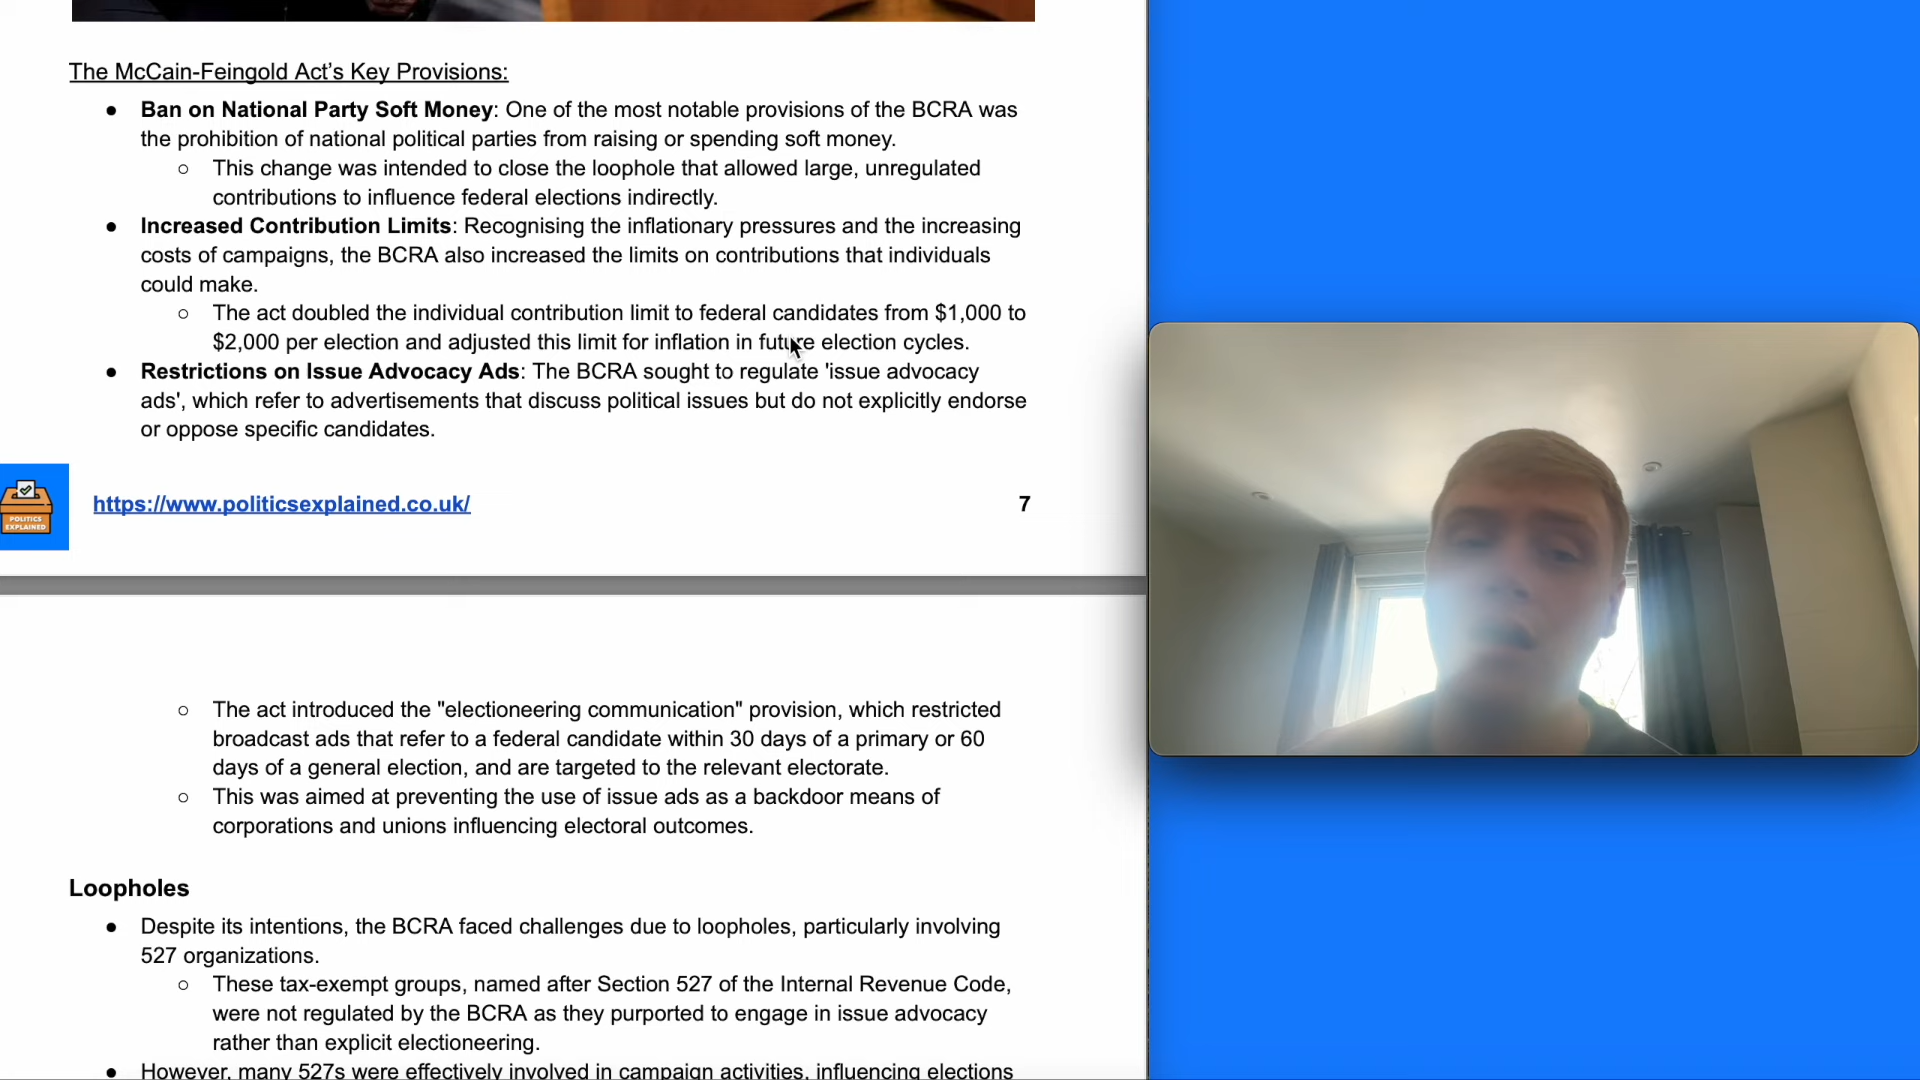 The McCain-Feingold Act’s Key Provisions:
● Ban on National Party Soft Money: One of the most notable provisions of the BCRA was
the prohibition of national political parties from raising or spending soft money.
○ This change was intended to close the loophole that allowed large, unregulated
contributions to influence federal elections indirectly.
● Increased Contribution Limits: Recognising the inflationary pressures and the increasing
costs of campaigns, the BCRA also increased the limits on contributions that individuals
could make.
○ The act doubled the individual contribution limit to federal candidates from $1,000 to
$2,000 per election and adjusted this limit for inflation in future election cycles.
● Restrictions on Issue Advocacy Ads: The BCRA sought to regulate 'issue advocacy
ads', which refer to advertisements that discuss political issues but do not explicitly endorse
or oppose specific candidates.
POLITICS
EXPLAINED
https://www.politicsexplained.co.uk/
7
○ The act introduced the "electioneering communication" provision, which restricted
broadcast ads that refer to a federal candidate within 30 days of a primary or 60
days of a general election, and are targeted to the relevant electorate.
○ This was aimed at preventing the use of issue ads as a backdoor means of
corporations and unions influencing electoral outcomes.
Loopholes
● Despite its intentions, the BCRA faced challenges due to loopholes, particularly involving
527 organizations.
○ These tax-exempt groups, named after Section 527 of the Internal Revenue Code,
were not regulated by the BCRA as they purported to engage in issue advocacy
rather than explicit electioneering.
● However, many 527s were effectively involved in campaign activities, influencing elections